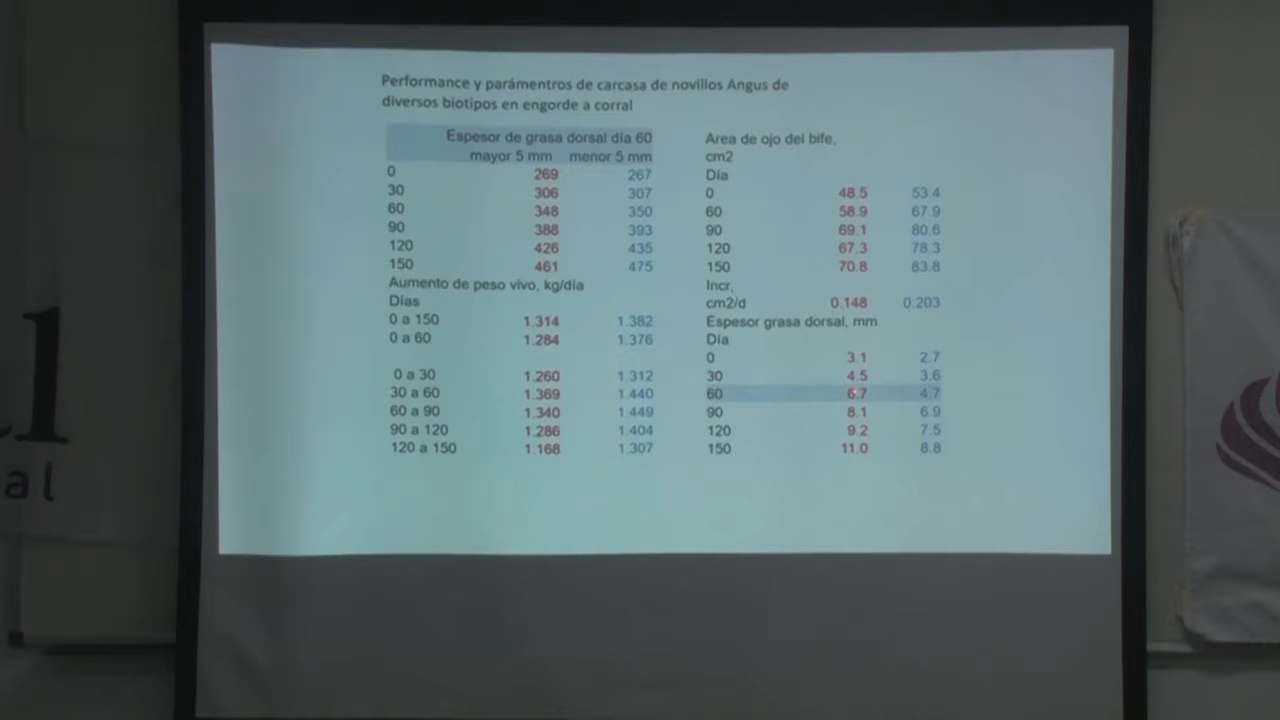 Performance y parámentros de carcasa de novillos Angus de
diversos biotipos en engorde a corral
Espesor de grasa dorsal día 60
mayor 5 mm menor 5 mm
0 269 267
30 306 307
60 348 350
90 388 393
120 426 435
150 461 475
Aumento de peso vivo, kg/día
Días
0 a 150 1.314 1.382
0 a 60 1.284 1.376
0 a 30 1.260 1.312
30 a 60 1.369 1.440
60 a 90 1.340 1.449
90 a 120 1.286 1.404
120 a 150 1.168 1.307
Area de ojo del bife,
cm2
Día
0 48.5 53.4
60 58.9 67.9
90 69.1 80.6
120 67.3 78.3
150 70.8 83.8
Incr,
cm2/d 0.148 0.203
Espesor grasa dorsal, mm
Día
0 3.1 2.7
30 4.5 3.6
60 6.7 4.7
90 8.1 6.9
120 9.2 7.5
150 11.0 8.8
al